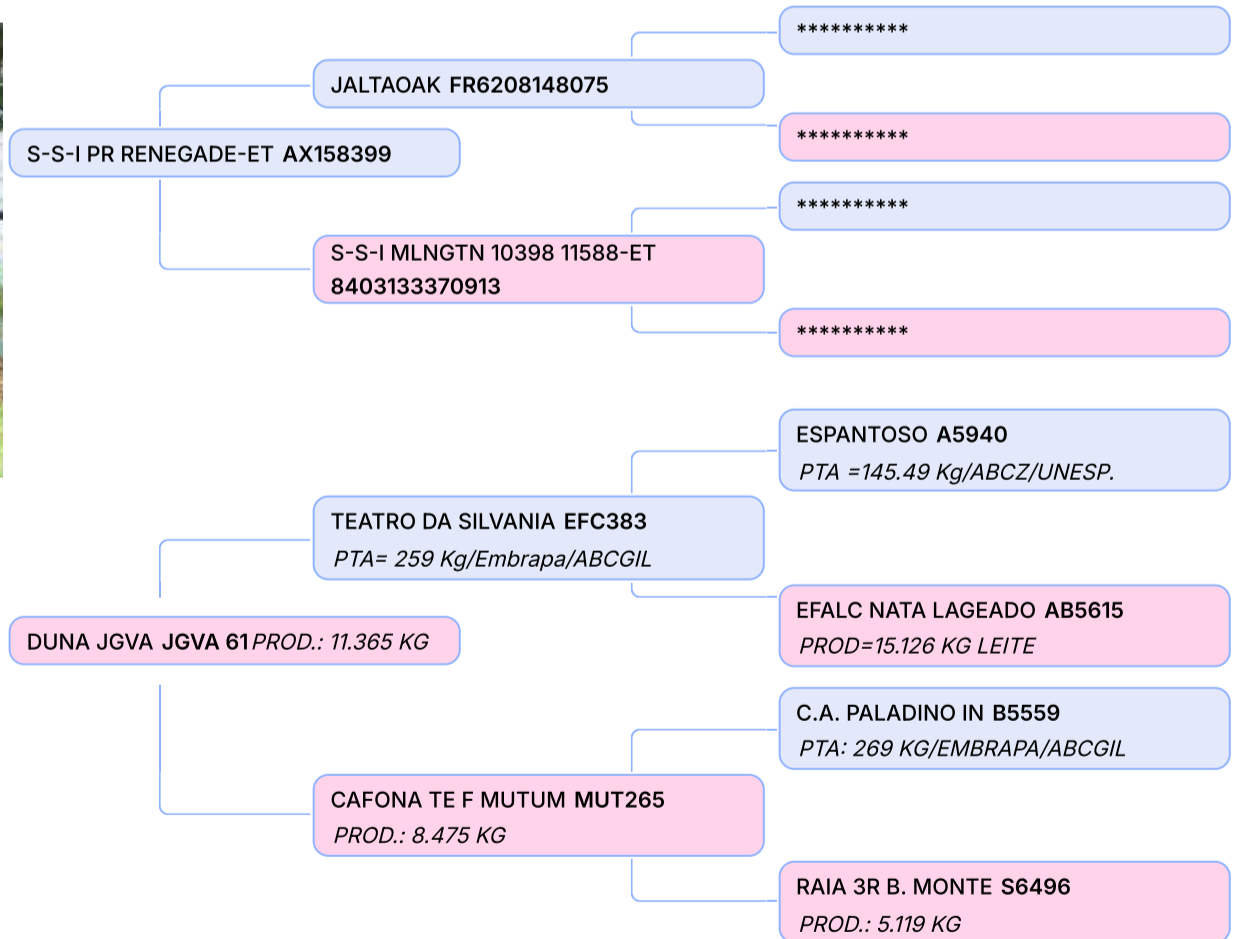 **********
JALTAOAK FR6208148075
**********
S-S-I PR RENEGADE-ET AX158399
**********
S-S-I MLNGTN 10398 11588-ET
8403133370913
**********
ESPANTOSO A5940
PTA =145.49 Kg/ABCZ/UNESP.
TEATRO DA SILVANIA EFC383
PTA= 259 Kg/Embrapa/ABCGIL
EFALC NATA LAGEADO AB5615
PROD=15.126 KG LEITE
DUNA JGVA JGVA 61 PROD.: 11.365 KG
C.A. PALADINO IN B5559
PTA: 269 KG/EMBRAPA/ABCGIL
CAFONA TE F MUTUM MUT265
PROD.: 8.475 KG
RAIA 3R B. MONTE S6496
PROD.: 5.119 KG